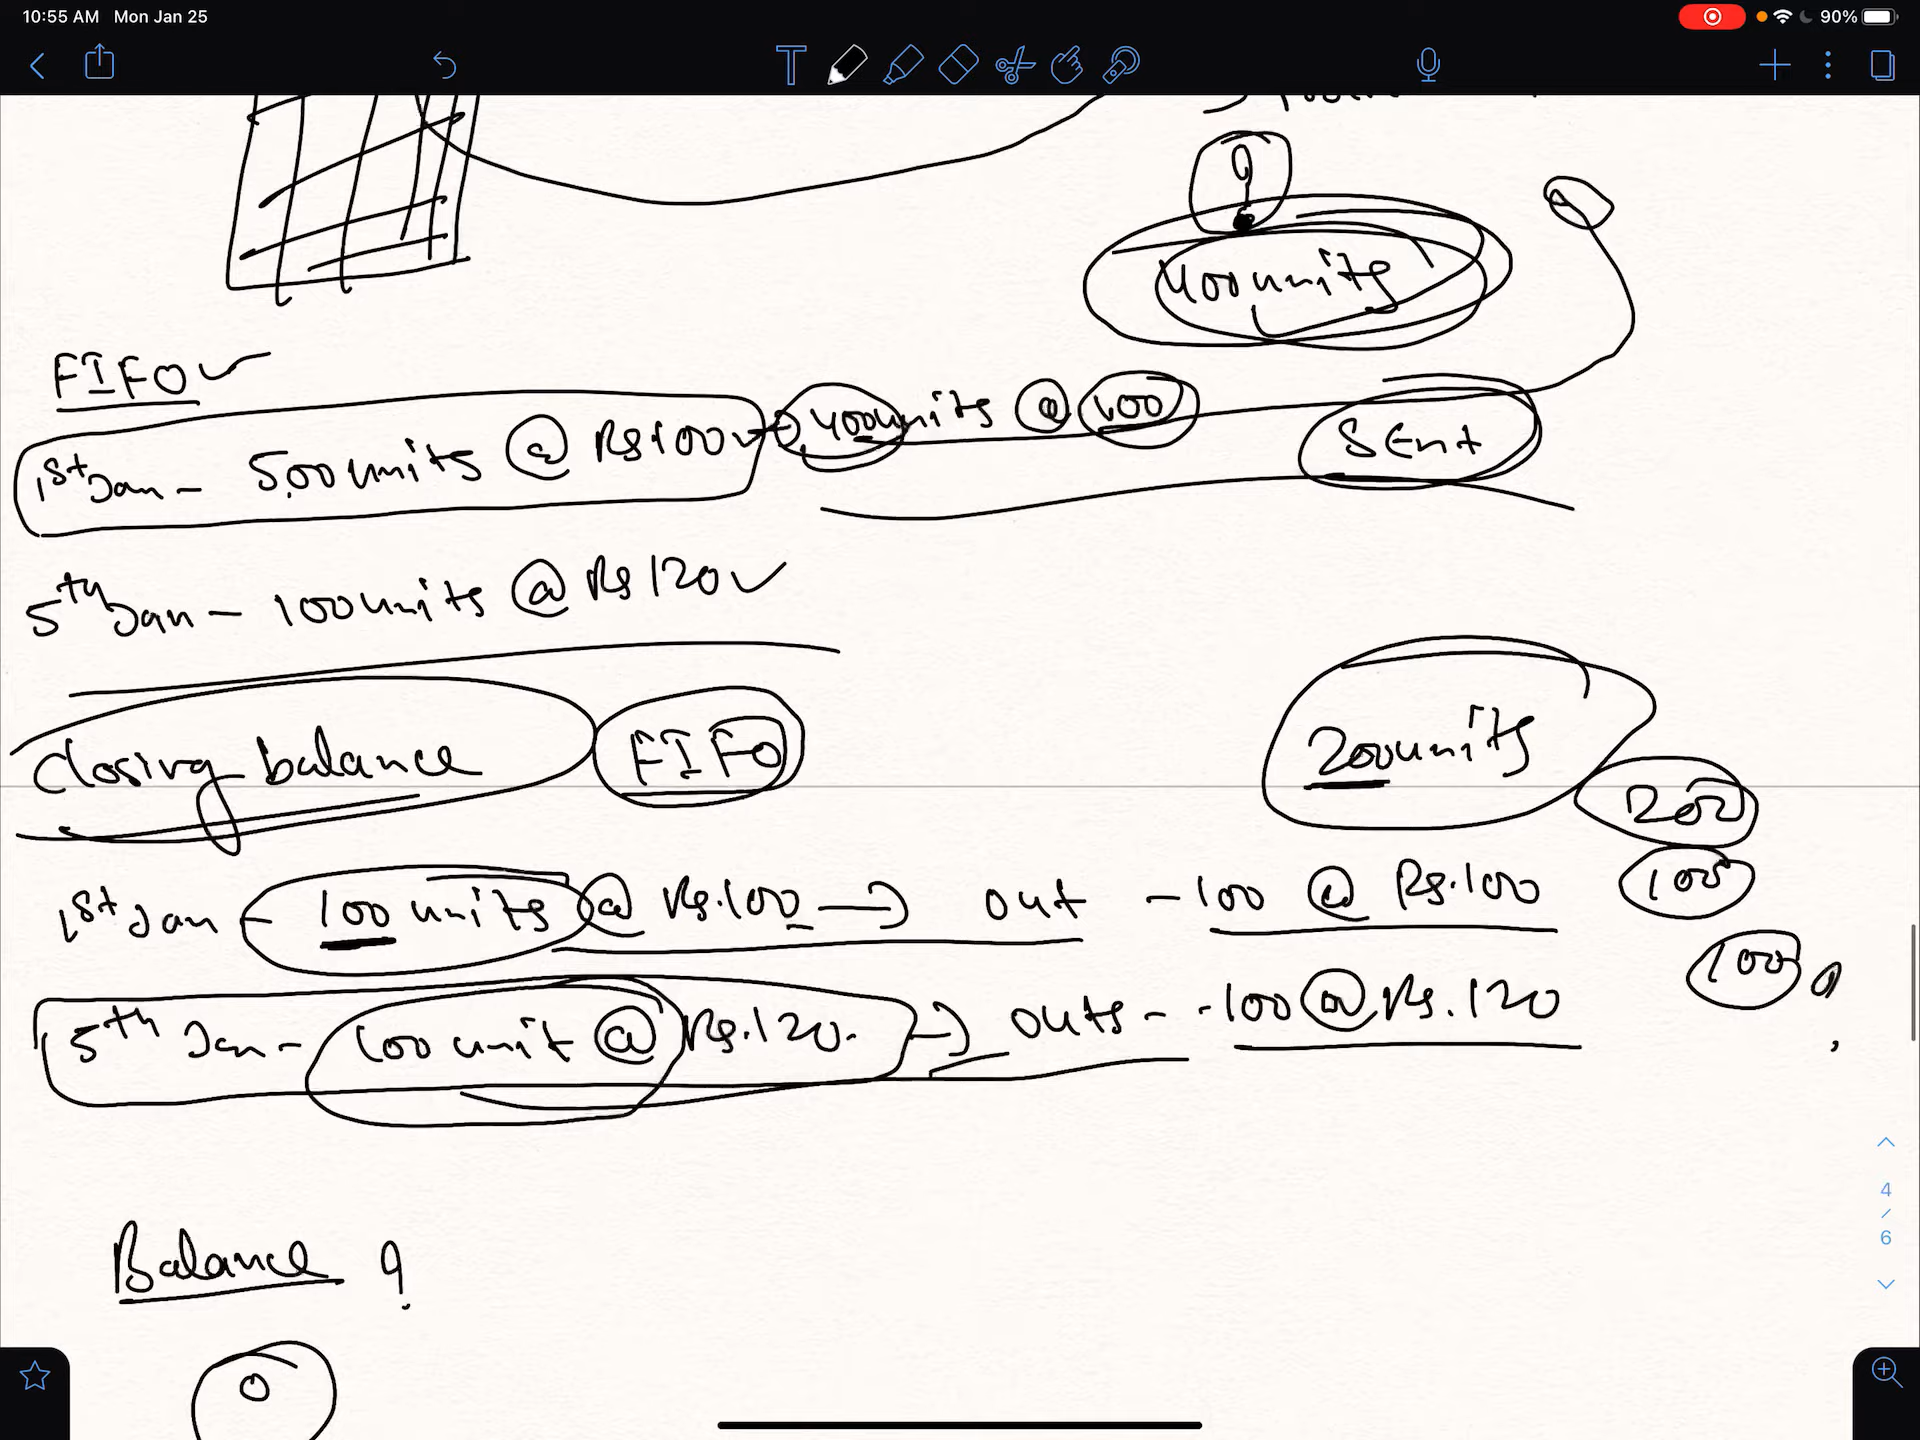 10:55 AM Mon Jan 25
90%
400 units
FIFO
1st Jan - 500 units @ Rs 100 → 400 units @ 100
Sent
5th Jan - 100 units @ Rs 120
Closing balance FIFO
200 units
200
1st Jan - 100 units @ Rs.100 → out - 100 @ Rs.100
100
5th Jan - 100 unit @ Rs.120. → outs - - 100 @ Rs.120
100 ?
Balance ?
0
4
/
6